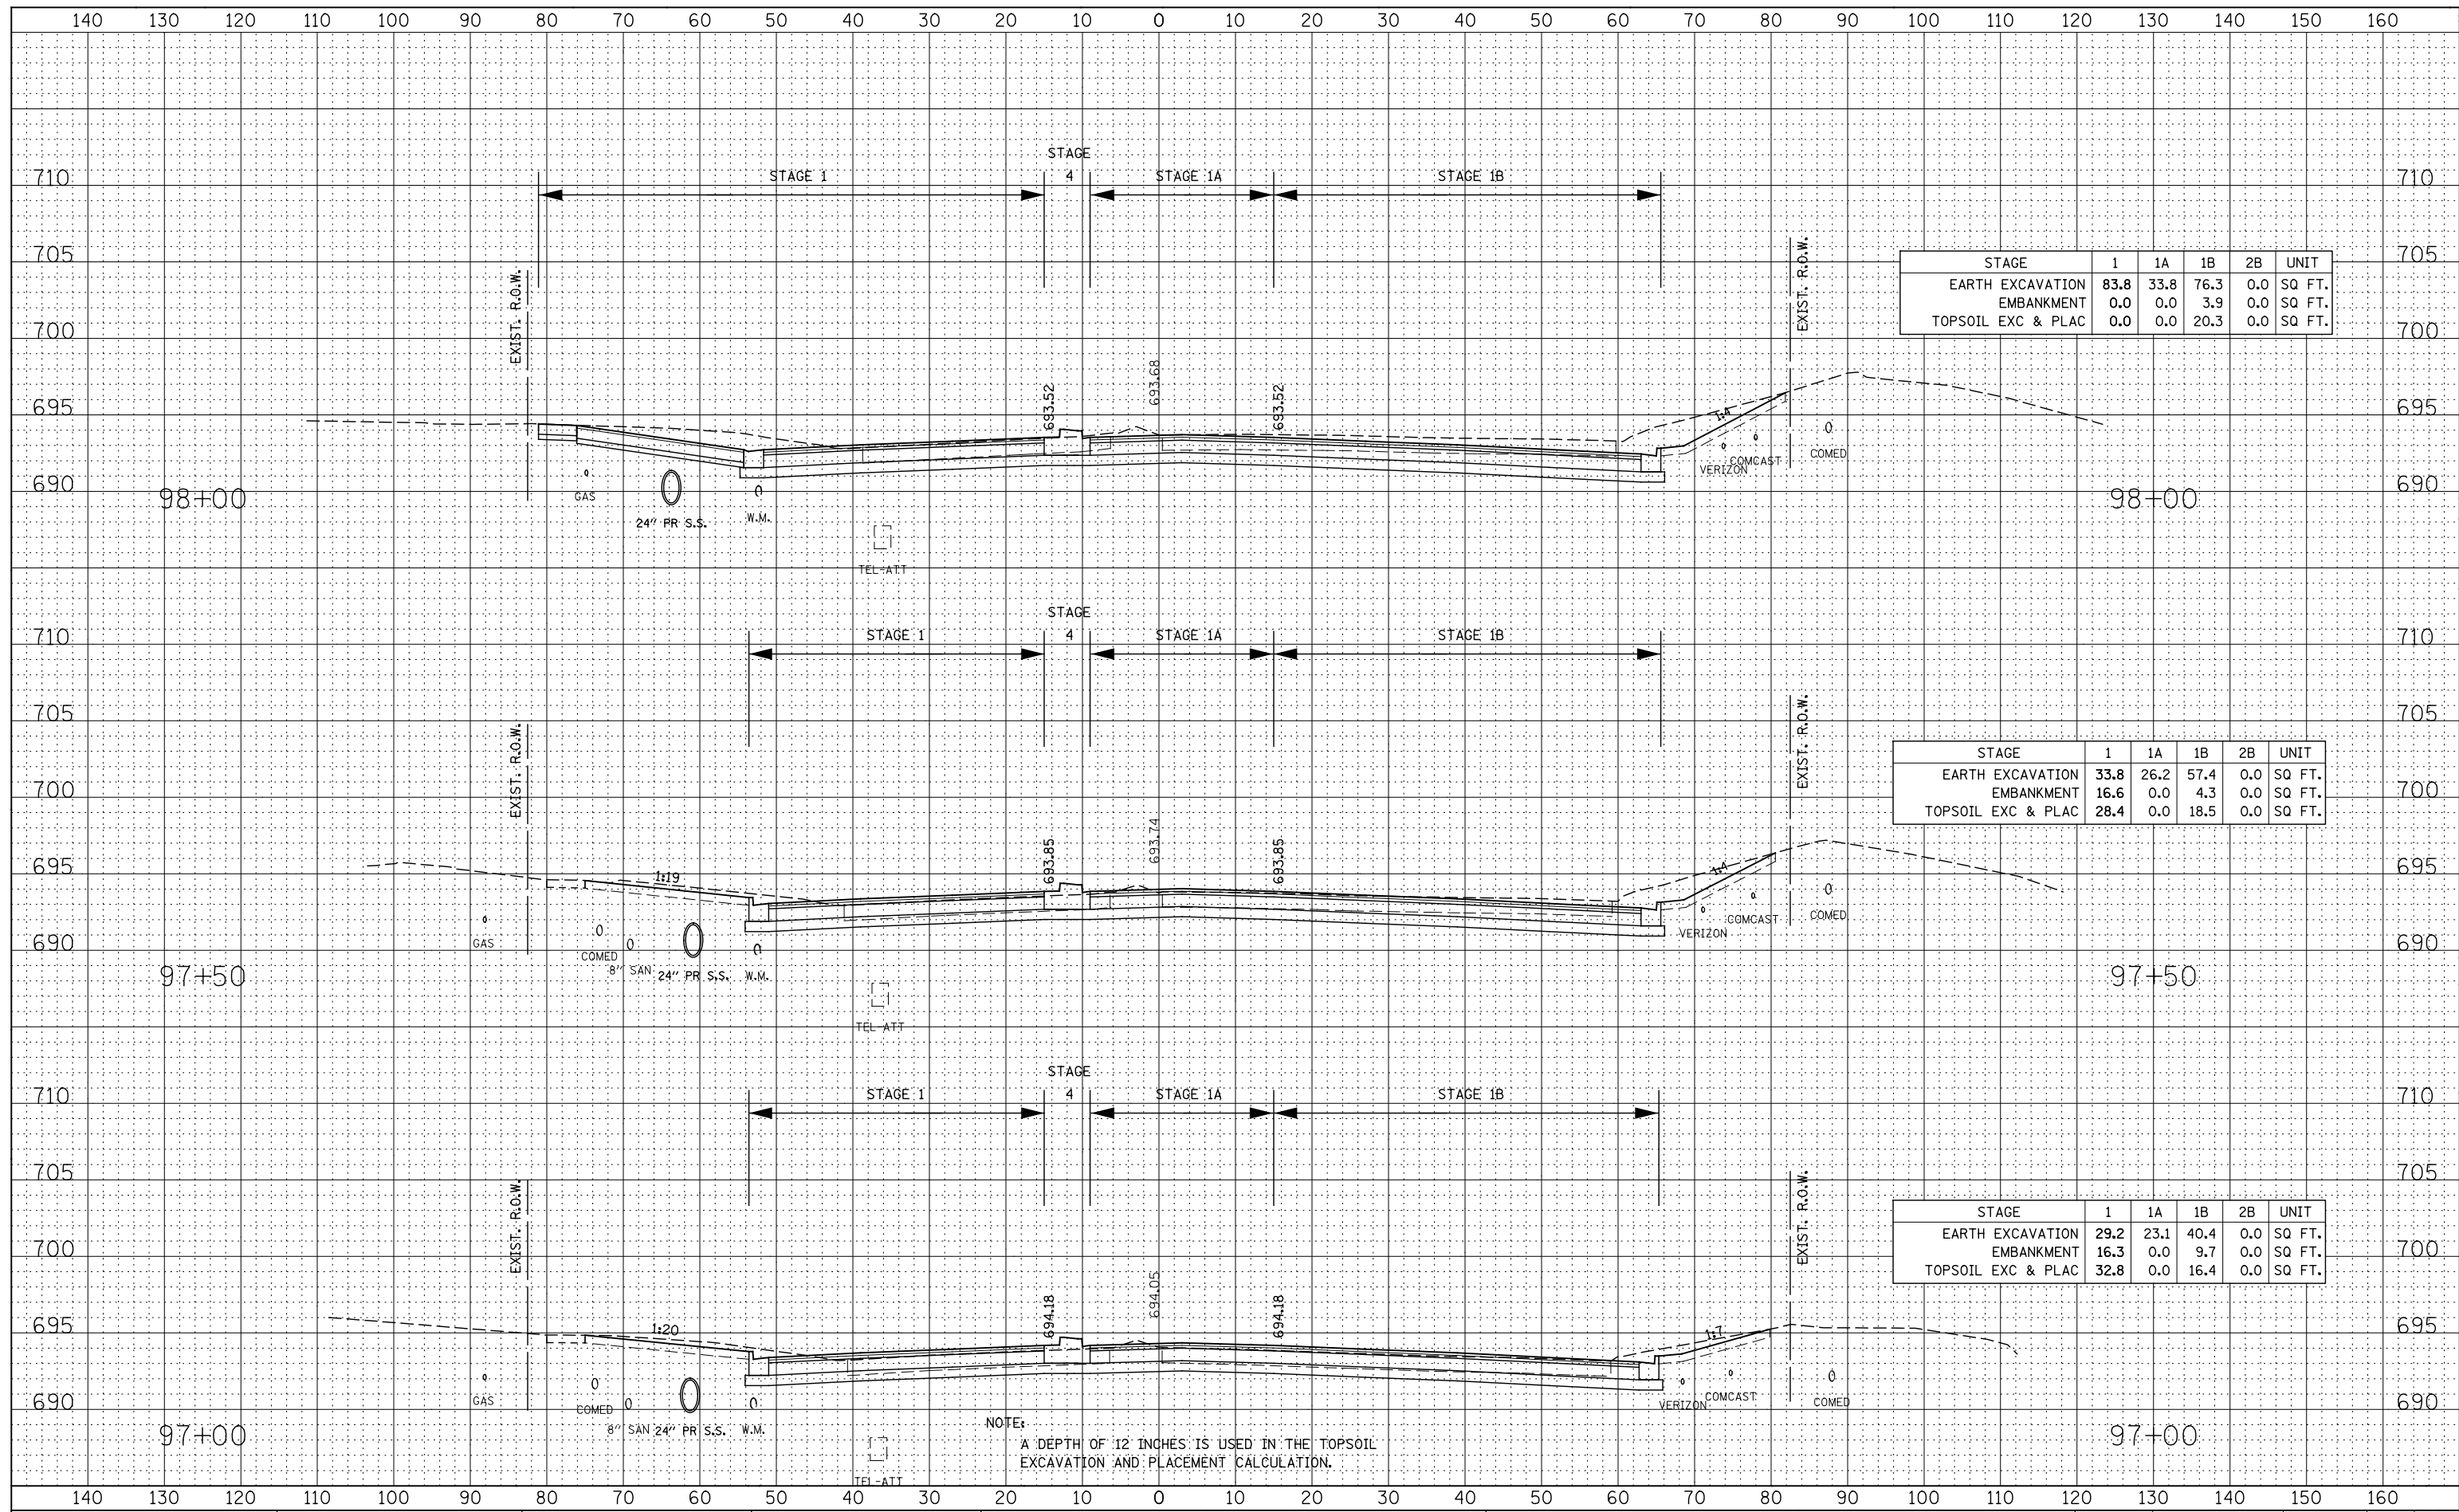 140 130 120 110 100 90 80 70 60 50 40 30 20 10 0 10 20 30 40 50 60 70 80 90 100 110 120 130 140 150 160
STAGE
710 STAGE 1 4 STAGE 1A STAGE 1B 710
705 EXIST. R.O.W. EXIST. R.O.W. 705
STAGE 1 1A 1B 2B UNIT
EARTH EXCAVATION 83.8 33.8 76.3 0.0 SQ FT.
EMBANKMENT 0.0 0.0 3.9 0.0 SQ FT.
TOPSOIL EXC & PLAC 0.0 0.0 20.3 0.0 SQ FT.
700 700
693.52 693.68 693.52
695 1:4 695
VERIZON COMCAST COMED
690 GAS 690
98+00 98+00
24" PR S.S. W.M.
TEL-ATT
STAGE
710 STAGE 1 4 STAGE 1A STAGE 1B 710
705 EXIST. R.O.W. EXIST. R.O.W. 705
STAGE 1 1A 1B 2B UNIT
EARTH EXCAVATION 33.8 26.2 57.4 0.0 SQ FT.
EMBANKMENT 16.6 0.0 4.3 0.0 SQ FT.
TOPSOIL EXC & PLAC 28.4 0.0 18.5 0.0 SQ FT.
700 700
693.85 693.74 693.85
695 1:19 1:4 695
VERIZON COMCAST COMED
690 GAS COMED 690
97+50 8" SAN 24" PR S.S. W.M. 97+50
TEL-ATT
STAGE
710 STAGE 1 4 STAGE 1A STAGE 1B 710
705 EXIST. R.O.W. EXIST. R.O.W. 705
STAGE 1 1A 1B 2B UNIT
EARTH EXCAVATION 29.2 23.1 40.4 0.0 SQ FT.
EMBANKMENT 16.3 0.0 9.7 0.0 SQ FT.
TOPSOIL EXC & PLAC 32.8 0.0 16.4 0.0 SQ FT.
700 700
694.18 694.05 694.18
695 1:20 1:7 695
690 GAS COMED VERIZON COMCAST COMED 690
97+00 8" SAN 24" PR S.S. W.M. 97+00
TEL-ATT
NOTE:
A DEPTH OF 12 INCHES IS USED IN THE TOPSOIL
EXCAVATION AND PLACEMENT CALCULATION.
140 130 120 110 100 90 80 70 60 50 40 30 20 10 0 10 20 30 40 50 60 70 80 90 100 110 120 130 140 150 160